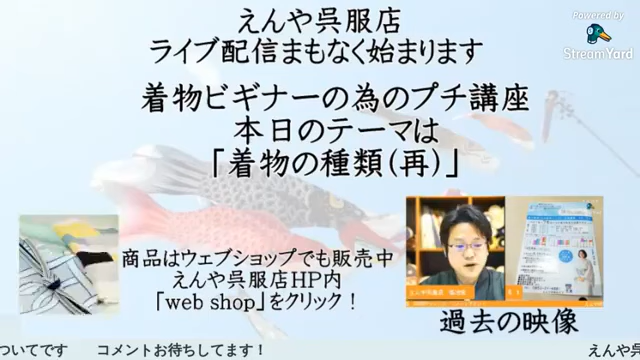 えんや呉服店
ライブ配信まもなく始まります
Powered by
StreamYard
着物ビギナーの為のプチ講座
本日のテーマは
「着物の種類(再)」
商品はウェブショップでも販売中
えんや呉服店HP内
「web shop」をクリック！
過去の映像
ついてです　　コメントお待ちしてます！
えんや呉